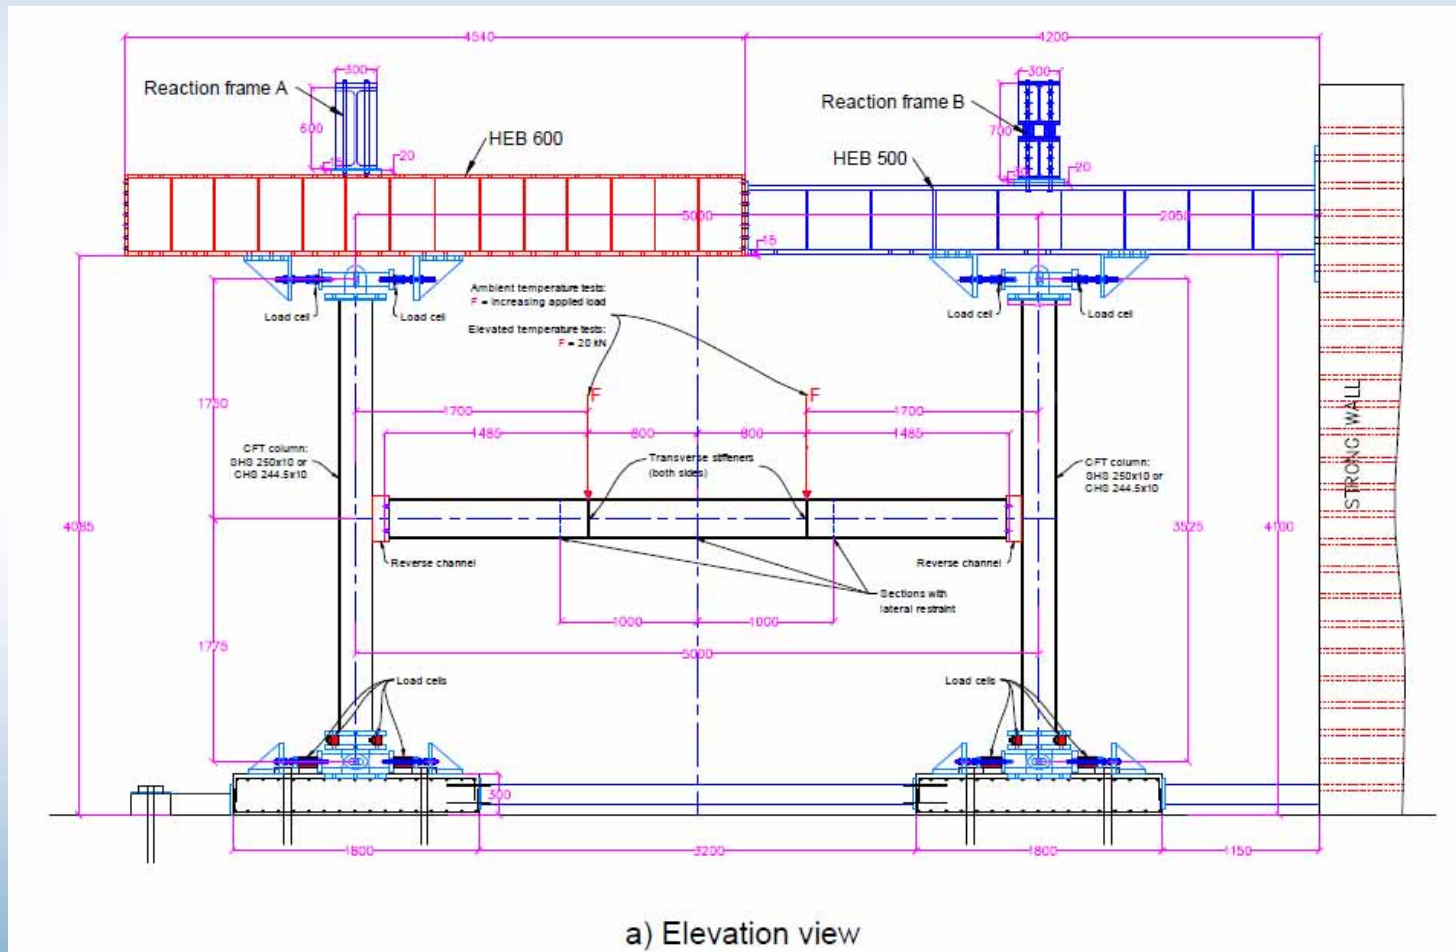 4540
4200
300
300
Reaction frame A
Reaction frame B
600
700
HEB 600
HEB 500
15
20
20
5000
2050
15
Ambient temperature tests:
F = increasing applied load
Elevated temperature tests:
F = 20 kN
Load cell
Load cell
Load cell
Load cell
F
F
1700
1700
1485
800
800
1485
1750
CFT column:
SHS 250x10 or
CHS 244.5x10
Transverse stiffeners
(both sides)
CFT column:
SHS 250x10 or
CHS 244.5x10
STRONG WALL
4085
3525
4100
Reverse channel
Reverse channel
Sections with
lateral restraint
1000
1000
1775
5000
Load cells
Load cells
300
1800
3200
1800
1150
a) Elevation view